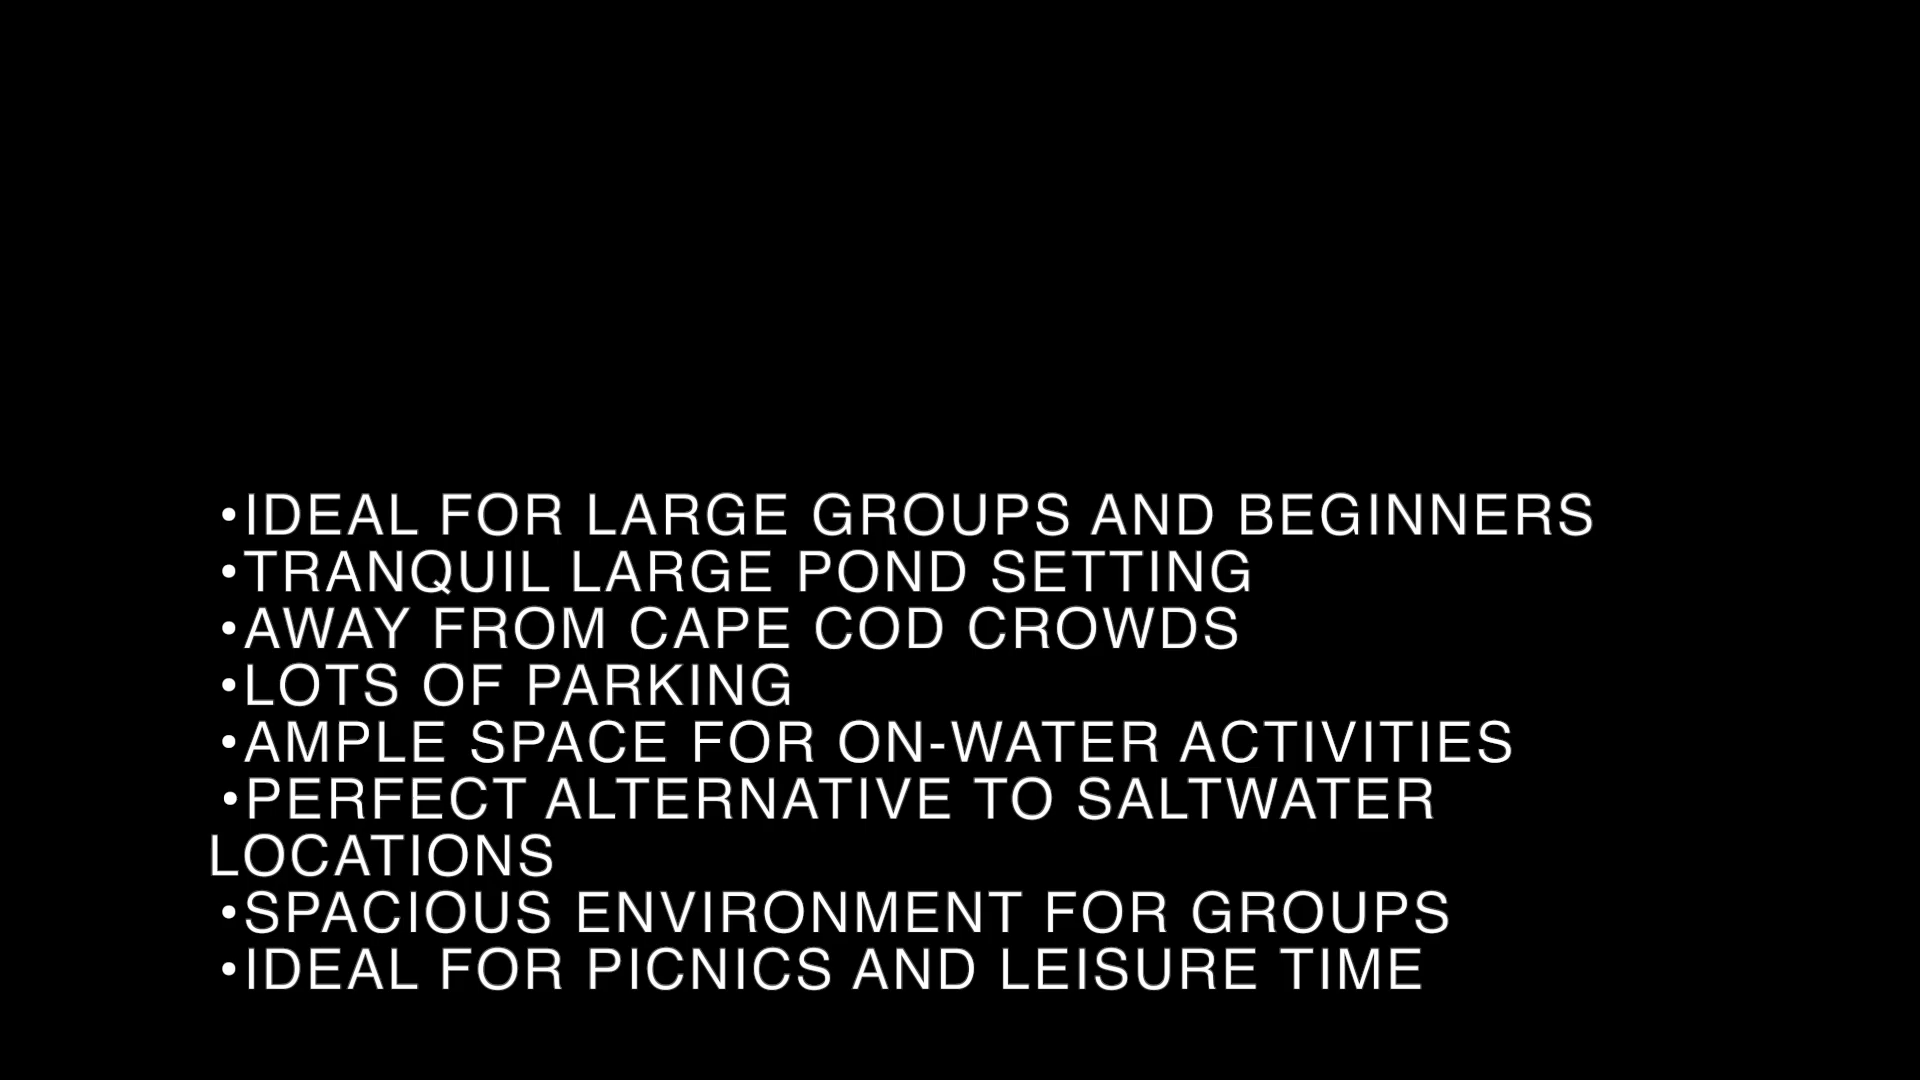 •IDEAL FOR LARGE GROUPS AND BEGINNERS
•TRANQUIL LARGE POND SETTING
•AWAY FROM CAPE COD CROWDS
•LOTS OF PARKING
•AMPLE SPACE FOR ON-WATER ACTIVITIES
•PERFECT ALTERNATIVE TO SALTWATER
LOCATIONS
•SPACIOUS ENVIRONMENT FOR GROUPS
•IDEAL FOR PICNICS AND LEISURE TIME